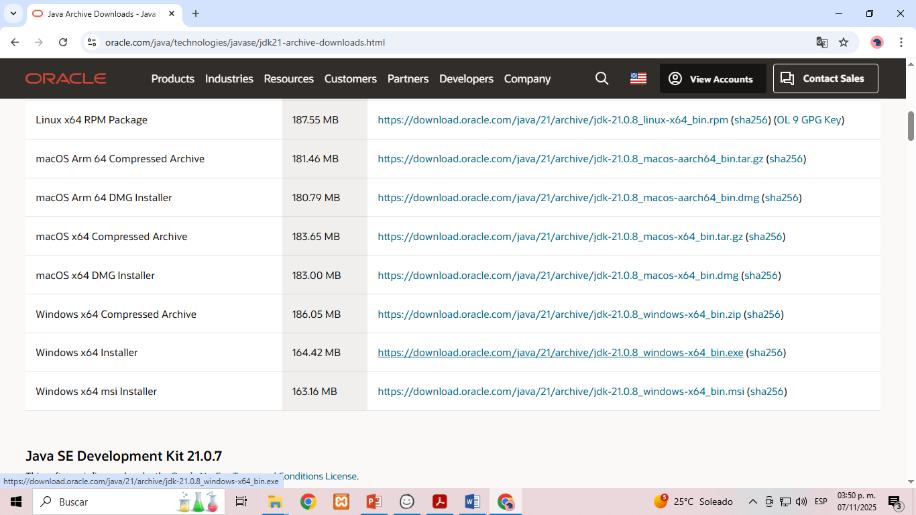 Java Archive Downloads - Java
oracle.com/java/technologies/javase/jdk21-archive-downloads.html
ORACLE Products Industries Resources Customers Partners Developers Company View Accounts Contact Sales
Linux x64 RPM Package 187.55 MB https://download.oracle.com/java/21/archive/jdk-21.0.8_linux-x64_bin.rpm (sha256) (OL 9 GPG Key)
macOS Arm 64 Compressed Archive 181.46 MB https://download.oracle.com/java/21/archive/jdk-21.0.8_macos-aarch64_bin.tar.gz (sha256)
macOS Arm 64 DMG Installer 180.79 MB https://download.oracle.com/java/21/archive/jdk-21.0.8_macos-aarch64_bin.dmg (sha256)
macOS x64 Compressed Archive 183.65 MB https://download.oracle.com/java/21/archive/jdk-21.0.8_macos-x64_bin.tar.gz (sha256)
macOS x64 DMG Installer 183.00 MB https://download.oracle.com/java/21/archive/jdk-21.0.8_macos-x64_bin.dmg (sha256)
Windows x64 Compressed Archive 186.05 MB https://download.oracle.com/java/21/archive/jdk-21.0.8_windows-x64_bin.zip (sha256)
Windows x64 Installer 164.42 MB https://download.oracle.com/java/21/archive/jdk-21.0.8_windows-x64_bin.exe (sha256)
Windows x64 msi Installer 163.16 MB https://download.oracle.com/java/21/archive/jdk-21.0.8_windows-x64_bin.msi (sha256)
Java SE Development Kit 21.0.7
Conditions License.
https://download.oracle.com/java/21/archive/jdk-21.0.8_windows-x64_bin.exe
Buscar 25°C Soleado ESP 03:50 p. m.
07/11/2025 3